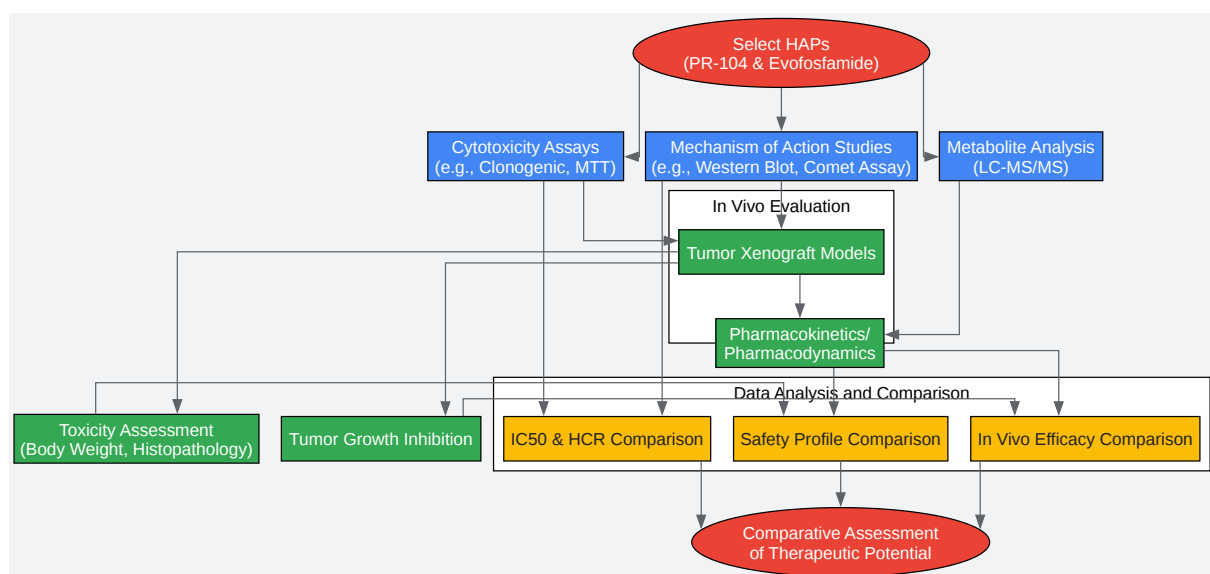 Select HAPs
(PR-104 & Evofosfamide)
Cytotoxicity Assays
(e.g., Clonogenic, MTT)
Mechanism of Action Studies
(e.g., Western Blot, Comet Assay)
Metabolite Analysis
(LC-MS/MS)
In Vivo Evaluation
Tumor Xenograft Models
Pharmacokinetics/
Pharmacodynamics
Data Analysis and Comparison
Toxicity Assessment
(Body Weight, Histopathology)
Tumor Growth Inhibition
IC50 & HCR Comparison
Safety Profile Comparison
In Vivo Efficacy Comparison
Comparative Assessment
of Therapeutic Potential